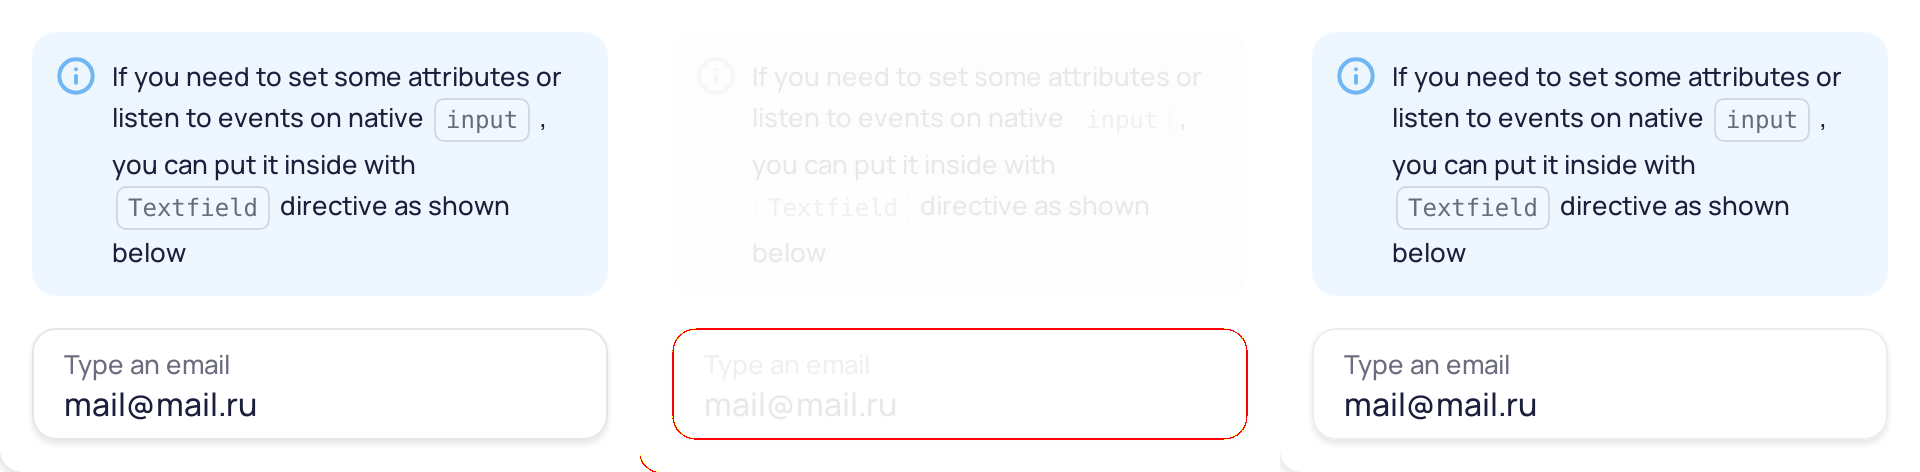 If you need to set some attributes or
listen to events on native input ,
you can put it inside with
Textfield directive as shown
below
Type an email
mail@mail.ru
If you need to set some attributes or
listen to events on native input ,
you can put it inside with
Textfield directive as shown
below
Type an email
mail@mail.ru
If you need to set some attributes or
listen to events on native input ,
you can put it inside with
Textfield directive as shown
below
Type an email
mail@mail.ru